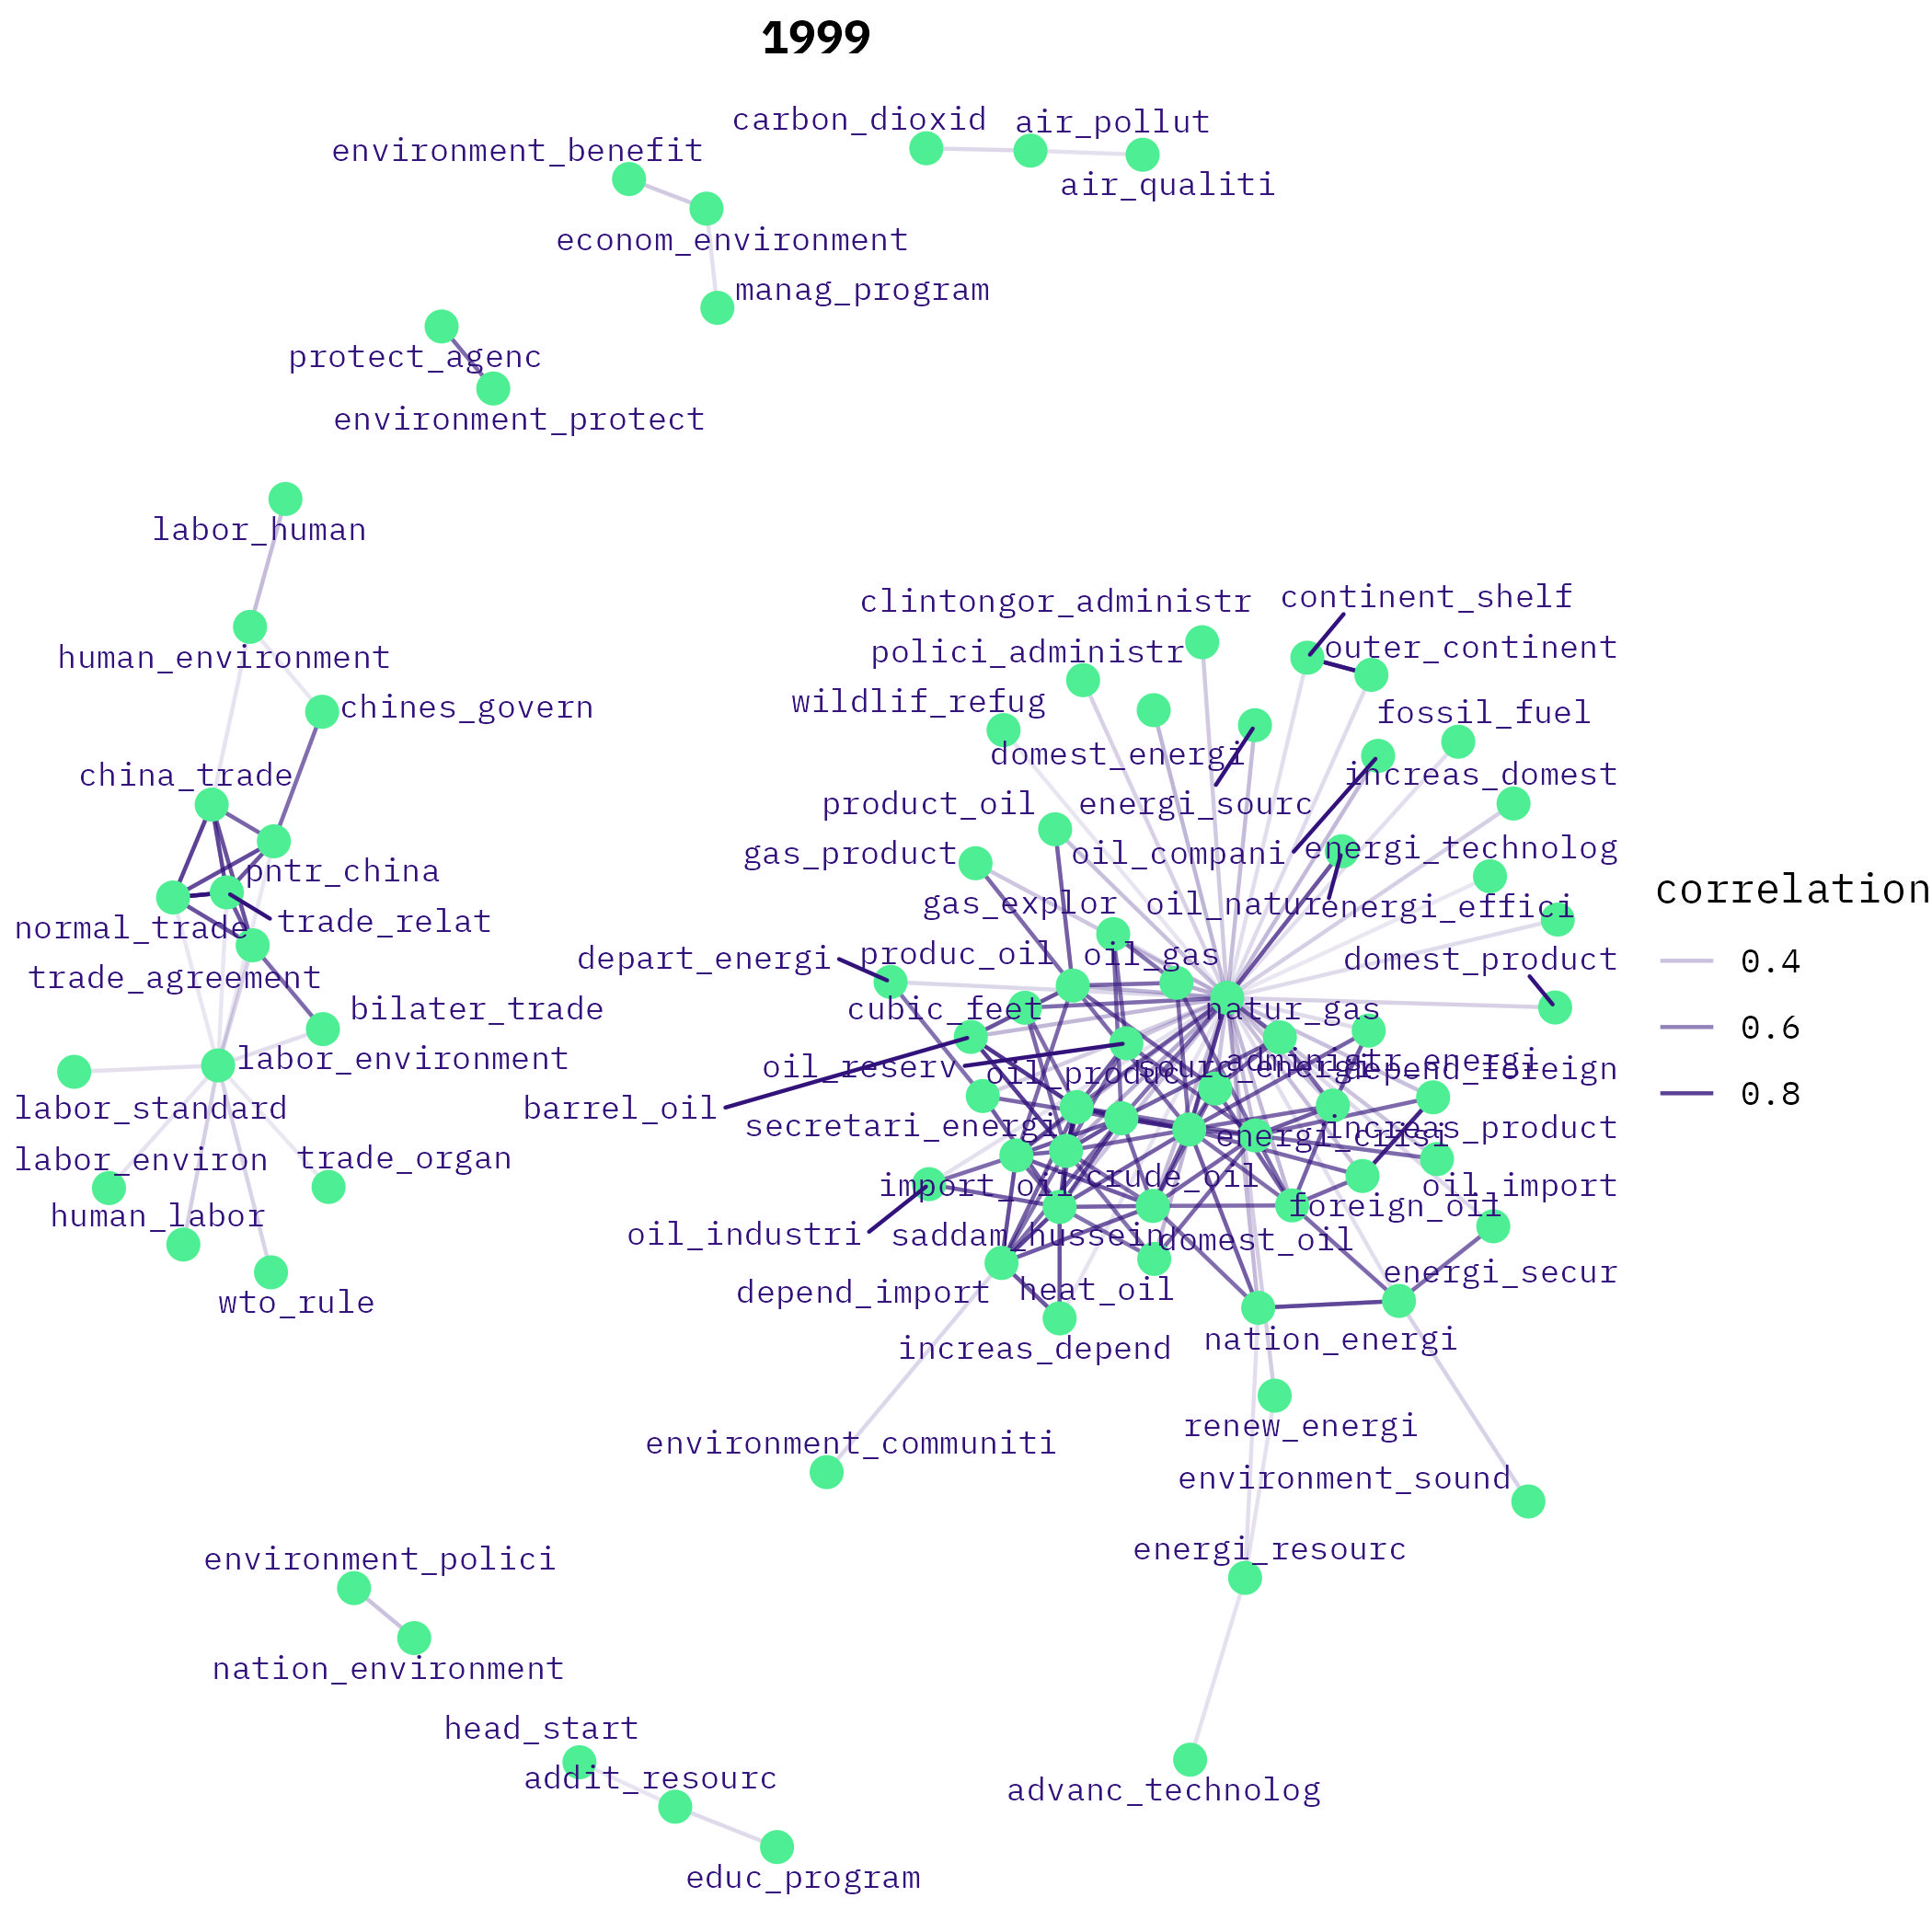 1999
carbon_dioxid
air_pollut
environment_benefit
air_qualiti
econom_environment
manag_program
protect_agenc
environment_protect
labor_human
clintongor_administr
continent_shelf
polici_administr
outer_continent
human_environment
wildlif_refug
chines_govern
fossil_fuel
domest_energi
china_trade
increas_domest
product_oil
energi_sourc
gas_product
oil_compani
energi_technolog
pntr_china
correlation
gas_explor
oil_natur
energi_effici
normal_trade
trade_relat
depart_energi
produc_oil
oil_gas
domest_product
0.4
trade_agreement
bilater_trade
cubic_feet
natur_gas
0.6
labor_environment
oil_reserv
oil_produc
sourc_energi
administr_energi
depend_foreign
0.8
labor_standard
barrel_oil
secretari_energi
energi_crisi
increas_product
labor_environ
trade_organ
import_oil
crude_oil
oil_import
human_labor
foreign_oil
oil_industri
saddam_hussein
domest_oil
energi_secur
wto_rule
depend_import
heat_oil
increas_depend
nation_energi
renew_energi
environment_communiti
environment_sound
energi_resourc
environment_polici
nation_environment
head_start
addit_resourc
advanc_technolog
educ_program